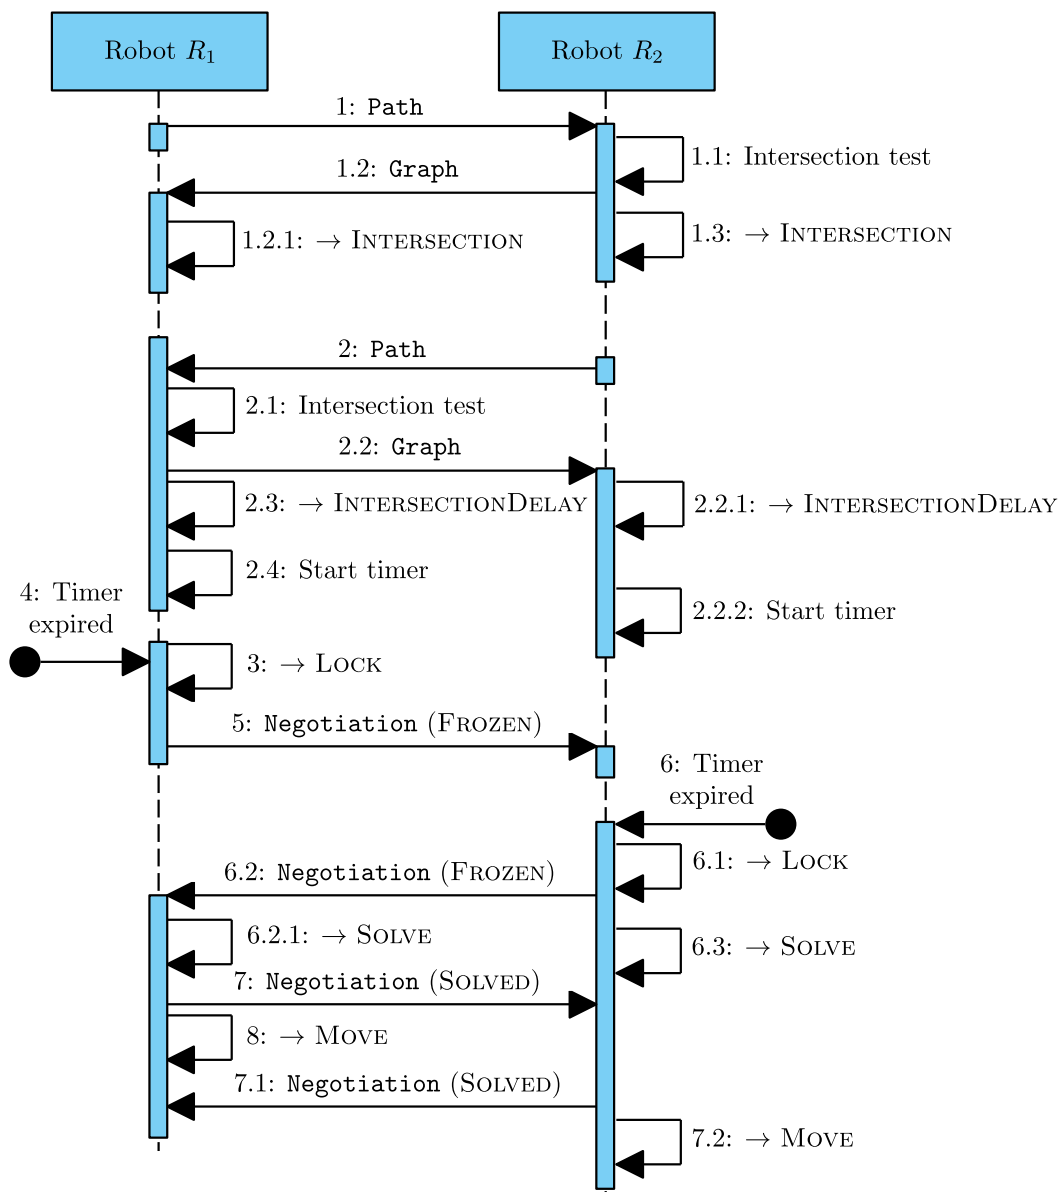 Robot R1
Robot R2
1: Path
1.1: Intersection test
1.2: Graph
1.2.1: → INTERSECTION
1.3: → INTERSECTION
2: Path
2.1: Intersection test
2.2: Graph
2.3: → INTERSECTIONDELAY
2.2.1: → INTERSECTIONDELAY
2.4: Start timer
4: Timer
expired
2.2.2: Start timer
3: → LOCK
5: Negotiation (FROZEN)
6: Timer
expired
6.1: → LOCK
6.2: Negotiation (FROZEN)
6.2.1: → SOLVE
6.3: → SOLVE
7: Negotiation (SOLVED)
8: → MOVE
7.1: Negotiation (SOLVED)
7.2: → MOVE